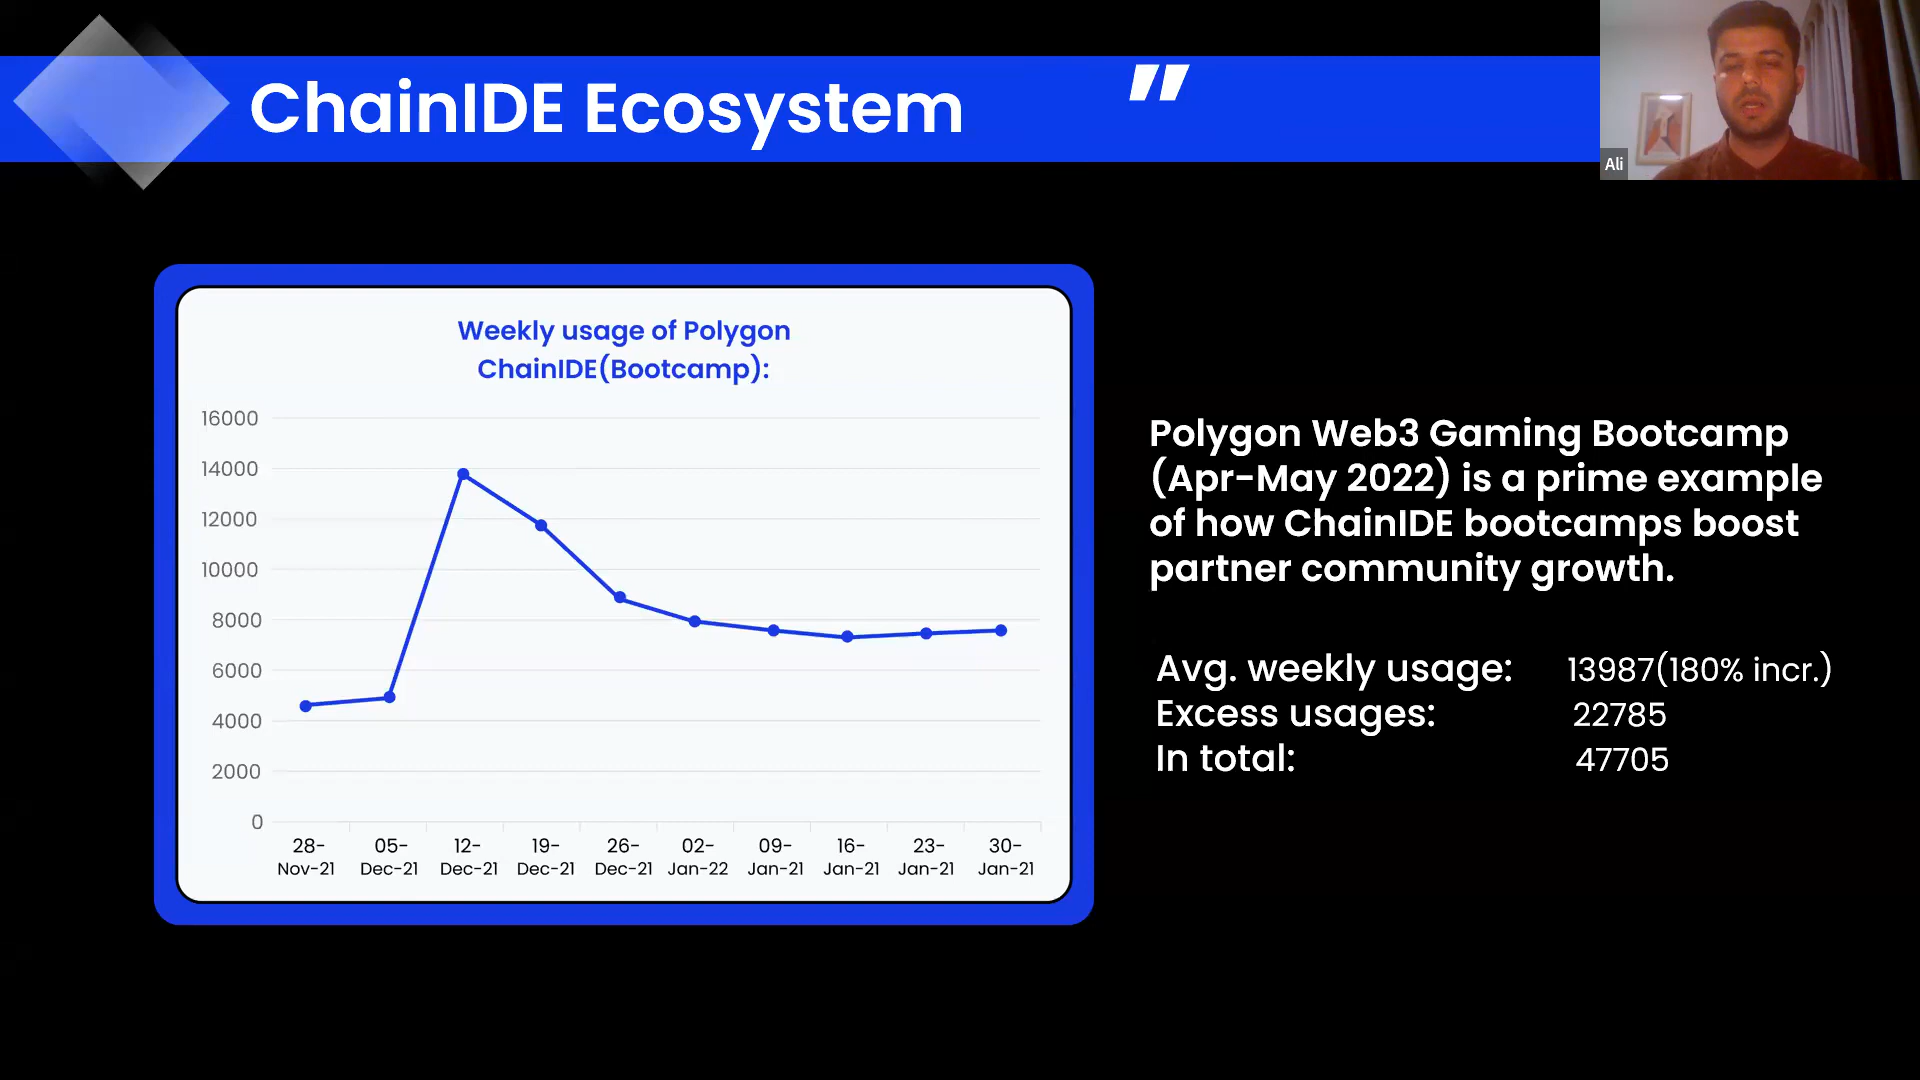 ChainIDE Ecosystem
"
Ali
Weekly usage of Polygon
ChainIDE(Bootcamp):
16000
14000
12000
10000
8000
6000
4000
2000
0
28- 05- 12- 19- 26- 02- 09- 16- 23- 30-
Nov-21 Dec-21 Dec-21 Dec-21 Dec-21 Jan-22 Jan-21 Jan-21 Jan-21 Jan-21
Polygon Web3 Gaming Bootcamp
(Apr-May 2022) is a prime example
of how ChainIDE bootcamps boost
partner community growth.
Avg. weekly usage: 13987(180% incr.)
Excess usages: 22785
In total: 47705